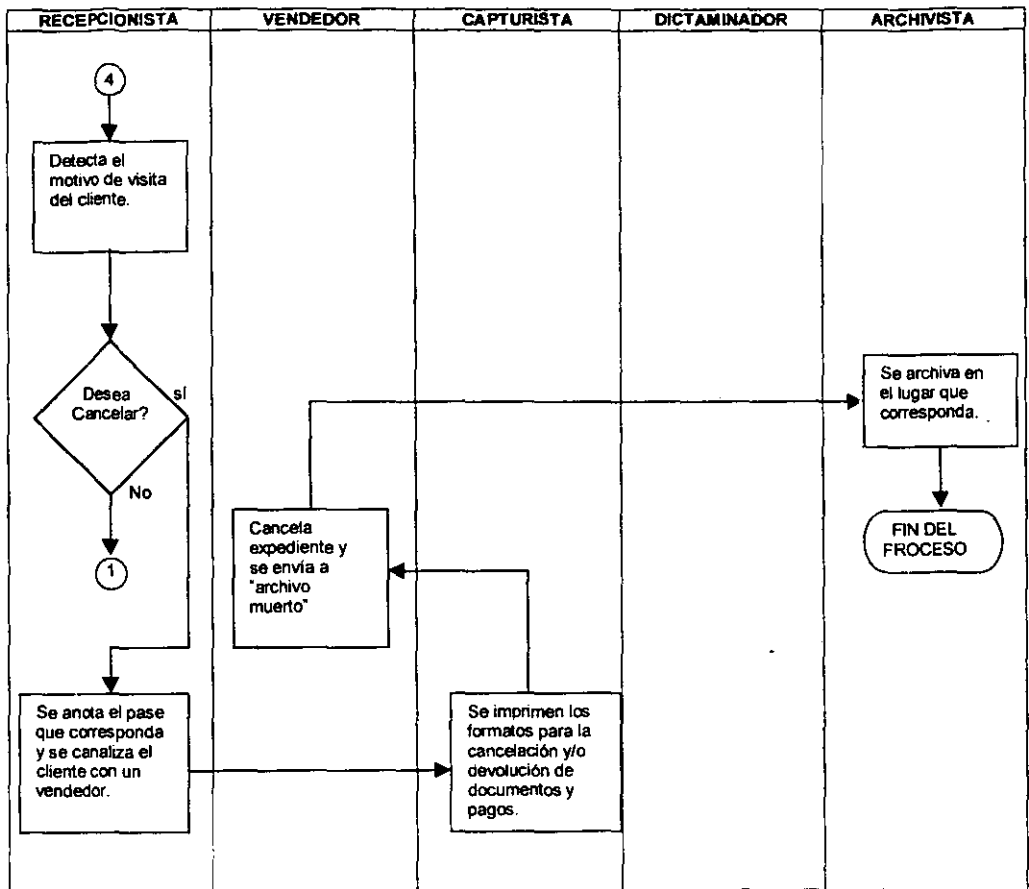 RECEPCIONISTA VENDEDOR CAPTURISTA DICTAMINADOR ARCHIVISTA
4
Detecta el
motivo de visita
del cliente.
Desea
Cancelar?
sí
No
1
Se anota el pase
que corresponda
y se canaliza el
cliente con un
vendedor.
Se imprimen los
formatos para la
cancelación y/o
devolución de
documentos y
pagos.
Cancela
expediente y
se envía a
"archivo
muerto"
Se archiva en
el lugar que
corresponda.
FIN DEL
FROCESO